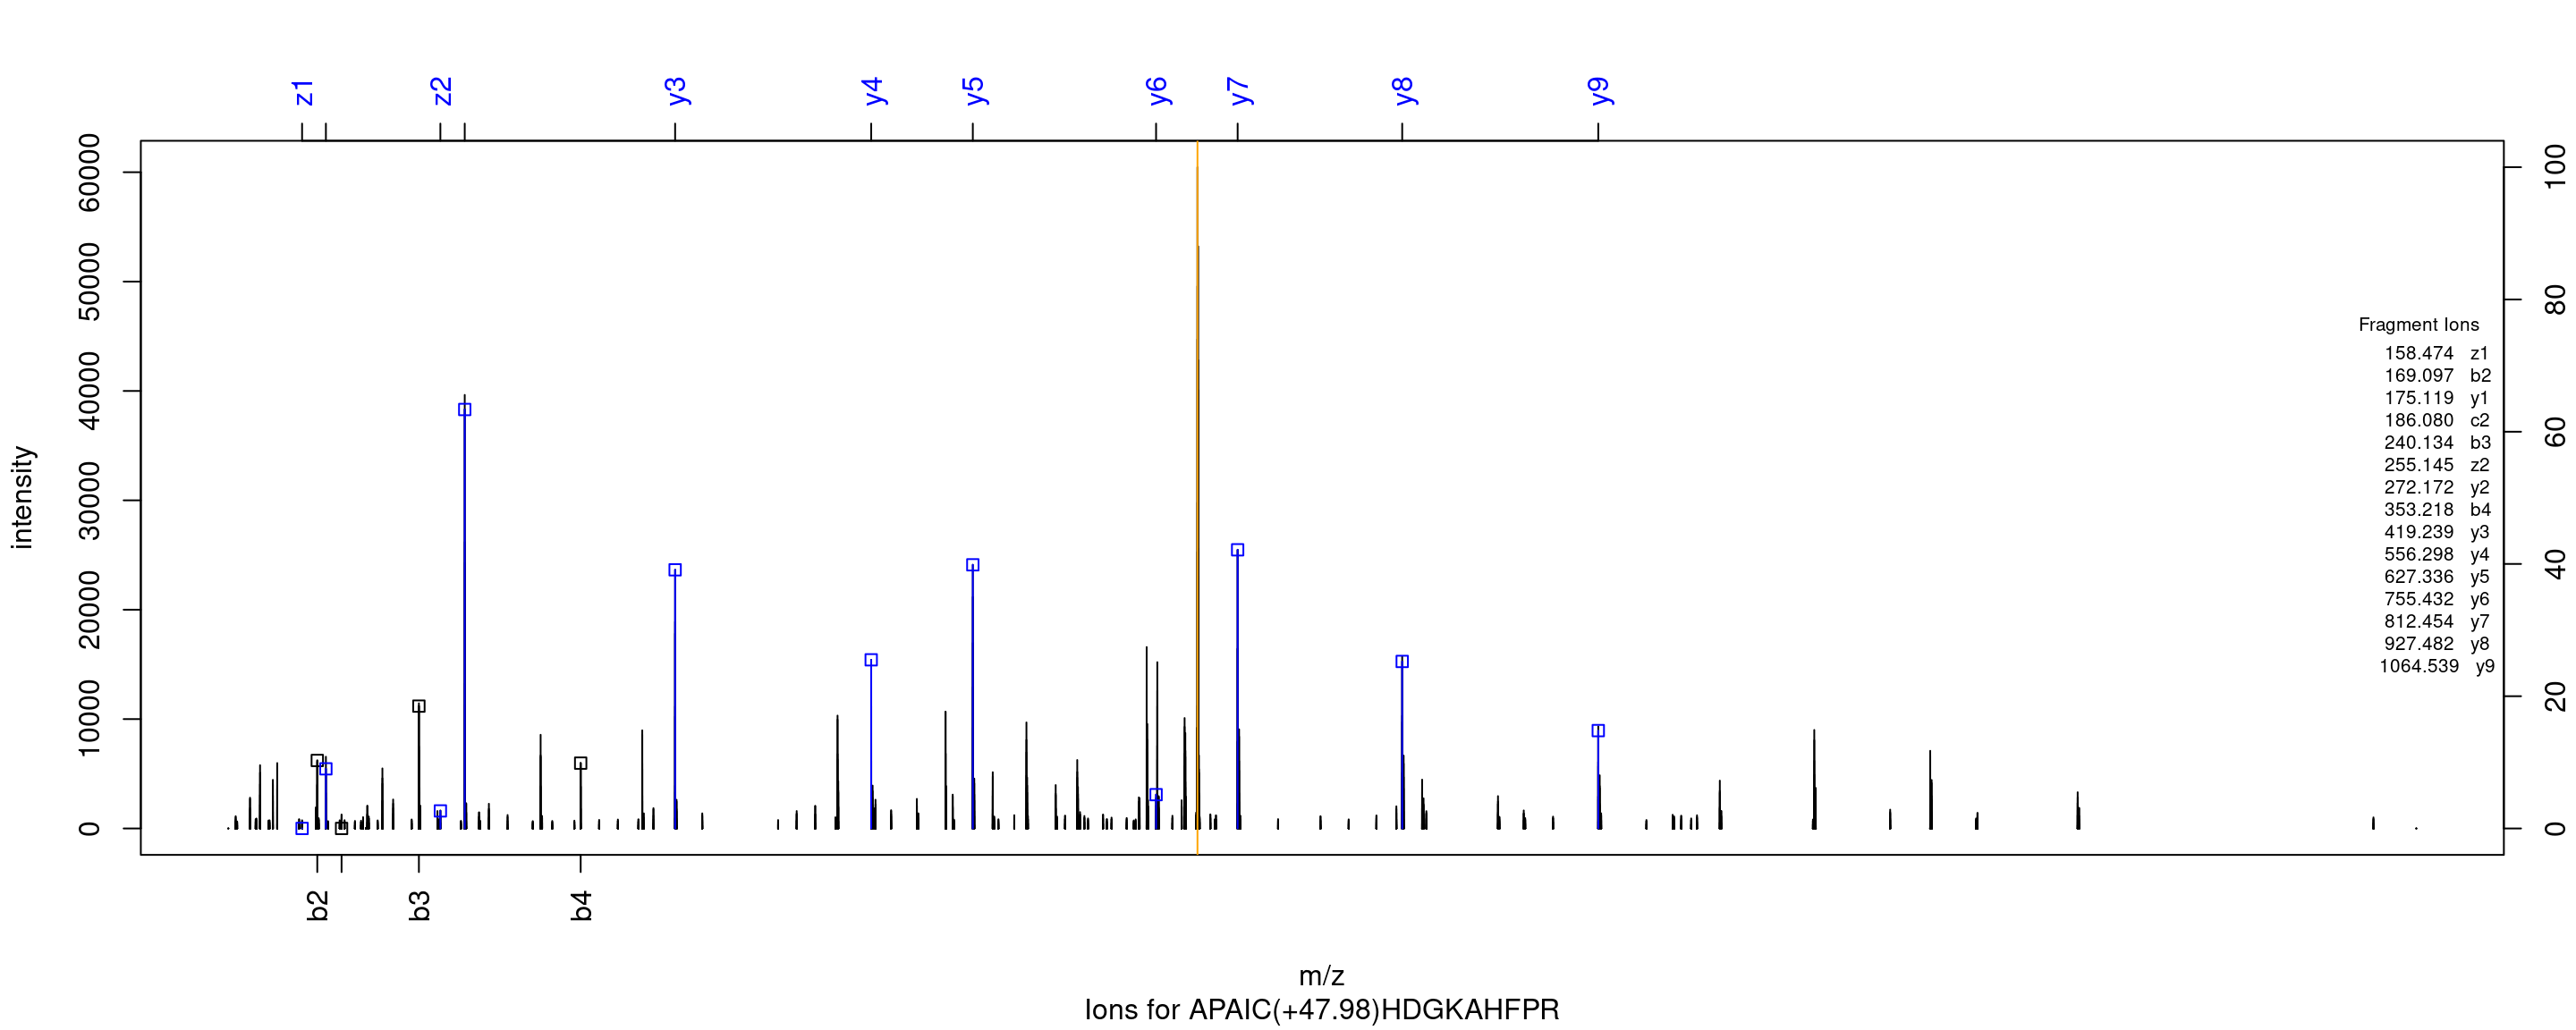 z1 z2 y3 y4 y5 y6 y7 y8 y9
60000
50000
40000
30000
20000
10000
0
intensity
100
80
60
40
20
0
Fragment Ions
158.474 z1
169.097 b2
175.119 y1
186.080 c2
240.134 b3
255.145 z2
272.172 y2
353.218 b4
419.239 y3
556.298 y4
627.336 y5
755.432 y6
812.454 y7
927.482 y8
1064.539 y9
b2 b3 b4
m/z
Ions for APAIC(+47.98)HDGKAHFPR